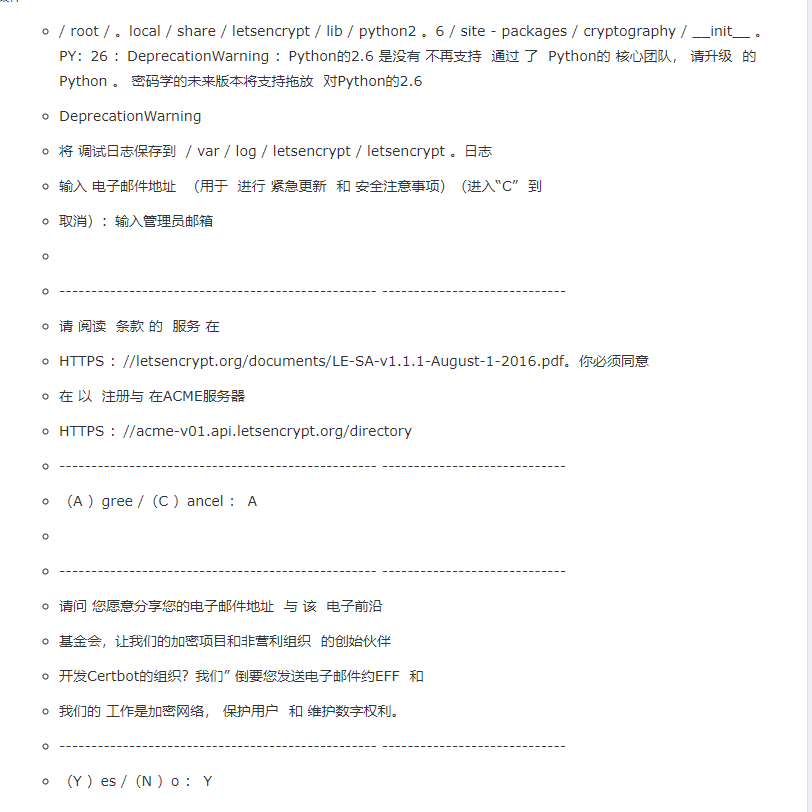 / root / 。local / share / letsencrypt / lib / python2 。6 / site - packages / cryptography / __init__ 。
PY：26 ：DeprecationWarning ：Python的2.6 是没有 不再支持 通过 了 Python的 核心团队， 请升级 的
Python 。 密码学的未来版本将支持拖放 对Python的2.6
DeprecationWarning
将 调试日志保存到 / var / log / letsencrypt / letsencrypt 。日志
输入 电子邮件地址 （用于 进行 紧急更新 和 安全注意事项）（进入“C” 到
取消）：输入管理员邮箱
-------------------------------------------------- -----------------------------
请 阅读 条款 的 服务 在
HTTPS ：//letsencrypt.org/documents/LE-SA-v1.1.1-August-1-2016.pdf。你必须同意
在 以 注册与 在ACME服务器
HTTPS ：//acme-v01.api.letsencrypt.org/directory
-------------------------------------------------- -----------------------------
（A ）gree /（C ）ancel ： A
-------------------------------------------------- -----------------------------
请问 您愿意分享您的电子邮件地址 与 该 电子前沿
基金会，让我们的加密项目和非营利组织 的创始伙伴
开发Certbot的组织？我们” 倒要您发送电子邮件约EFF 和
我们的 工作是加密网络， 保护用户 和 维护数字权利。
-------------------------------------------------- -----------------------------
（Y ）es /（N ）o ： Y